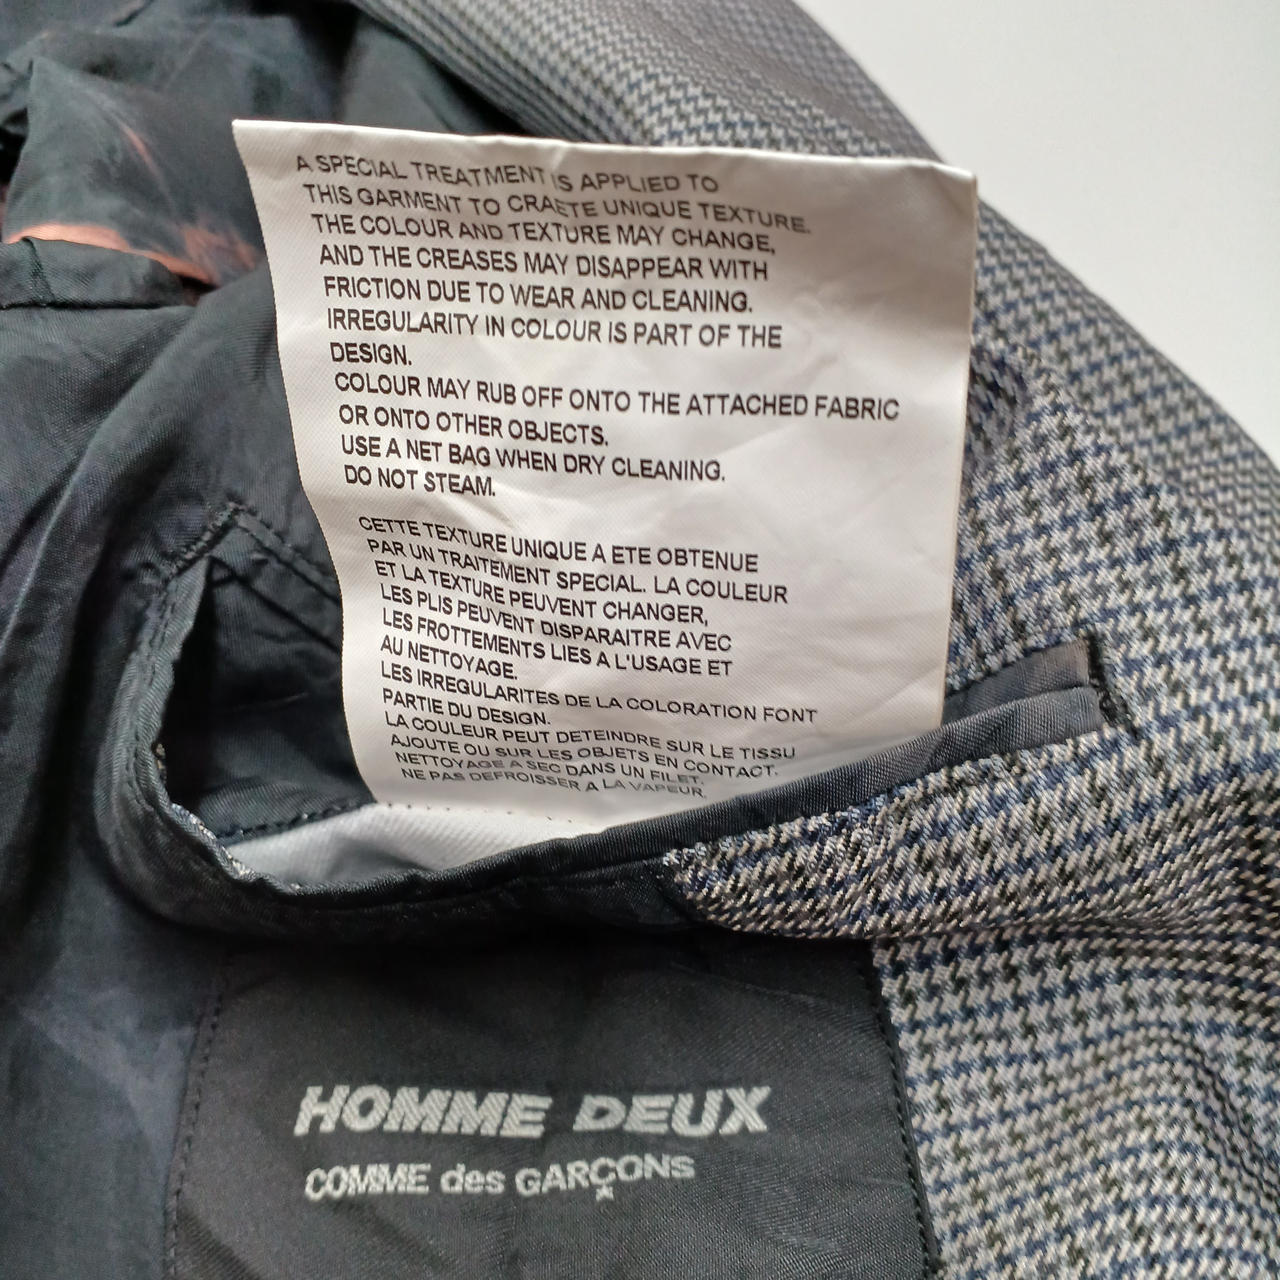 A SPECIAL TREATMENT IS APPLIED TO
THIS GARMENT TO CRAETE UNIQUE TEXTURE.
THE COLOUR AND TEXTURE MAY CHANGE,
AND THE CREASES MAY DISAPPEAR WITH
FRICTION DUE TO WEAR AND CLEANING.
IRREGULARITY IN COLOUR IS PART OF THE
DESIGN.
COLOUR MAY RUB OFF ONTO THE ATTACHED FABRIC
OR ONTO OTHER OBJECTS.
USE A NET BAG WHEN DRY CLEANING.
DO NOT STEAM.
CETTE TEXTURE UNIQUE A ETE OBTENUE
PAR UN TRAITEMENT SPECIAL. LA COULEUR
ET LA TEXTURE PEUVENT CHANGER,
LES PLIS PEUVENT DISPARAITRE AVEC
LES FROTTEMENTS LIES A L'USAGE ET
AU NETTOYAGE.
LES IRREGULARITES DE LA COLORATION FONT
PARTIE DU DESIGN.
LA COULEUR PEUT DETEINDRE SUR LE TISSU
AJOUTE OU SUR LES OBJETS EN CONTACT.
NETTOYAGE A SEC DANS UN FILET.
NE PAS DEFROISSER A LA VAPEUR.
HOMME DEUX
COMME des GARÇONS